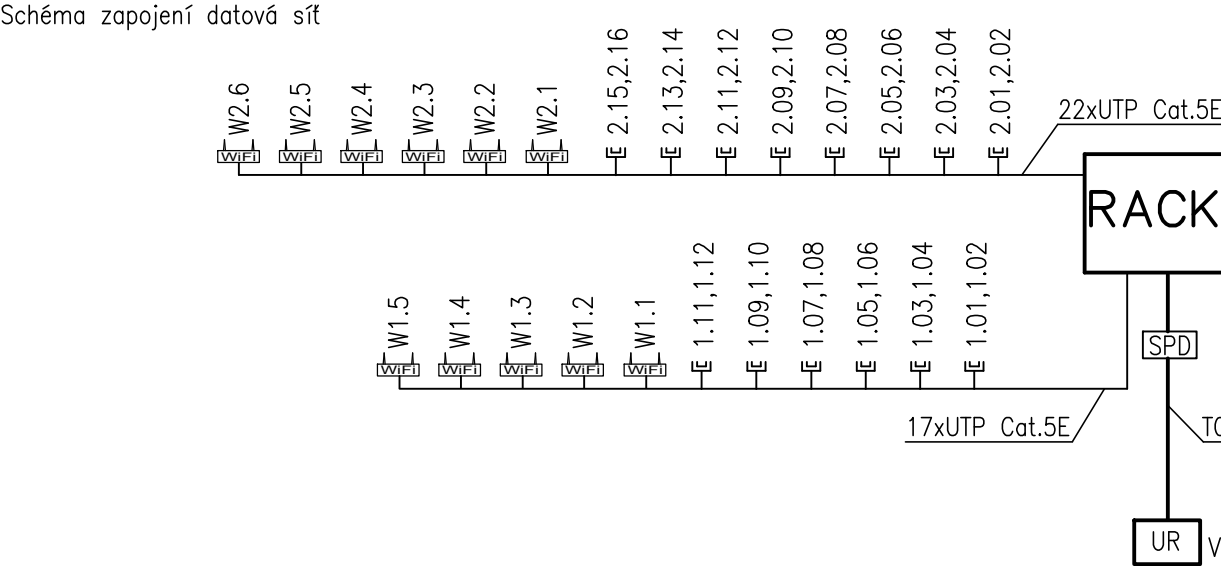 Schéma zapojení datová síť
W2.6 W2.5 W2.4 W2.3 W2.2 W2.1 2.15,2.16 2.13,2.14 2.11,2.12 2.09,2.10 2.07,2.08 2.05,2.06 2.03,2.04 2.01,2.02
22xUTP Cat.5E
WiFi WiFi WiFi WiFi WiFi WiFi
RACK
W1.5 W1.4 W1.3 W1.2 W1.1 1.11,1.12 1.09,1.10 1.07,1.08 1.05,1.06 1.03,1.04 1.01,1.02
WiFi WiFi WiFi WiFi WiFi
SPD
17xUTP Cat.5E
UR